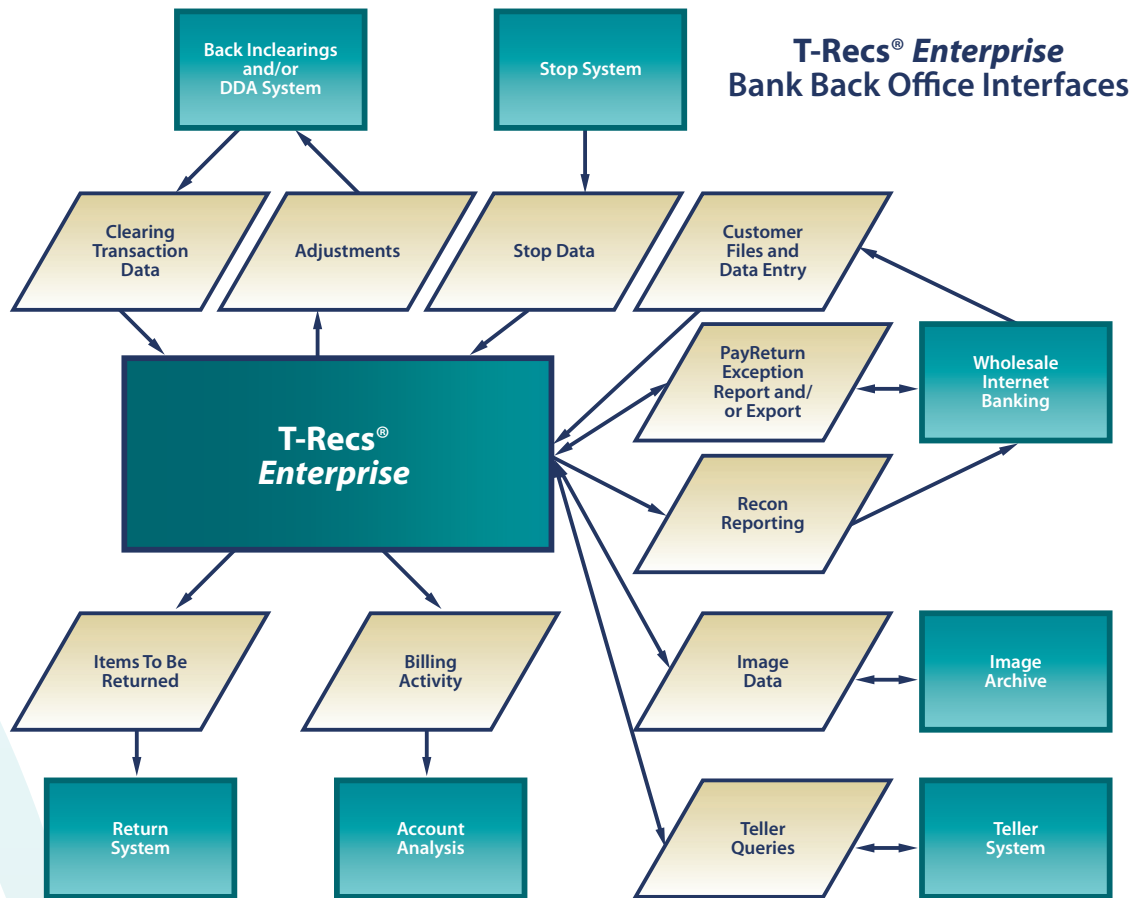 T-Recs® Enterprise
Bank Back Office Interfaces
Back Inclearings
and/or
DDA System
Stop System
Clearing
Transaction
Data
Adjustments
Stop Data
Customer
Files and
Data Entry
PayReturn
Exception
Report and/
or Export
Wholesale
Internet
Banking
T-Recs®
Enterprise
Recon
Reporting
Items To Be
Returned
Billing
Activity
Image
Data
Image
Archive
Return
System
Account
Analysis
Teller
Queries
Teller
System